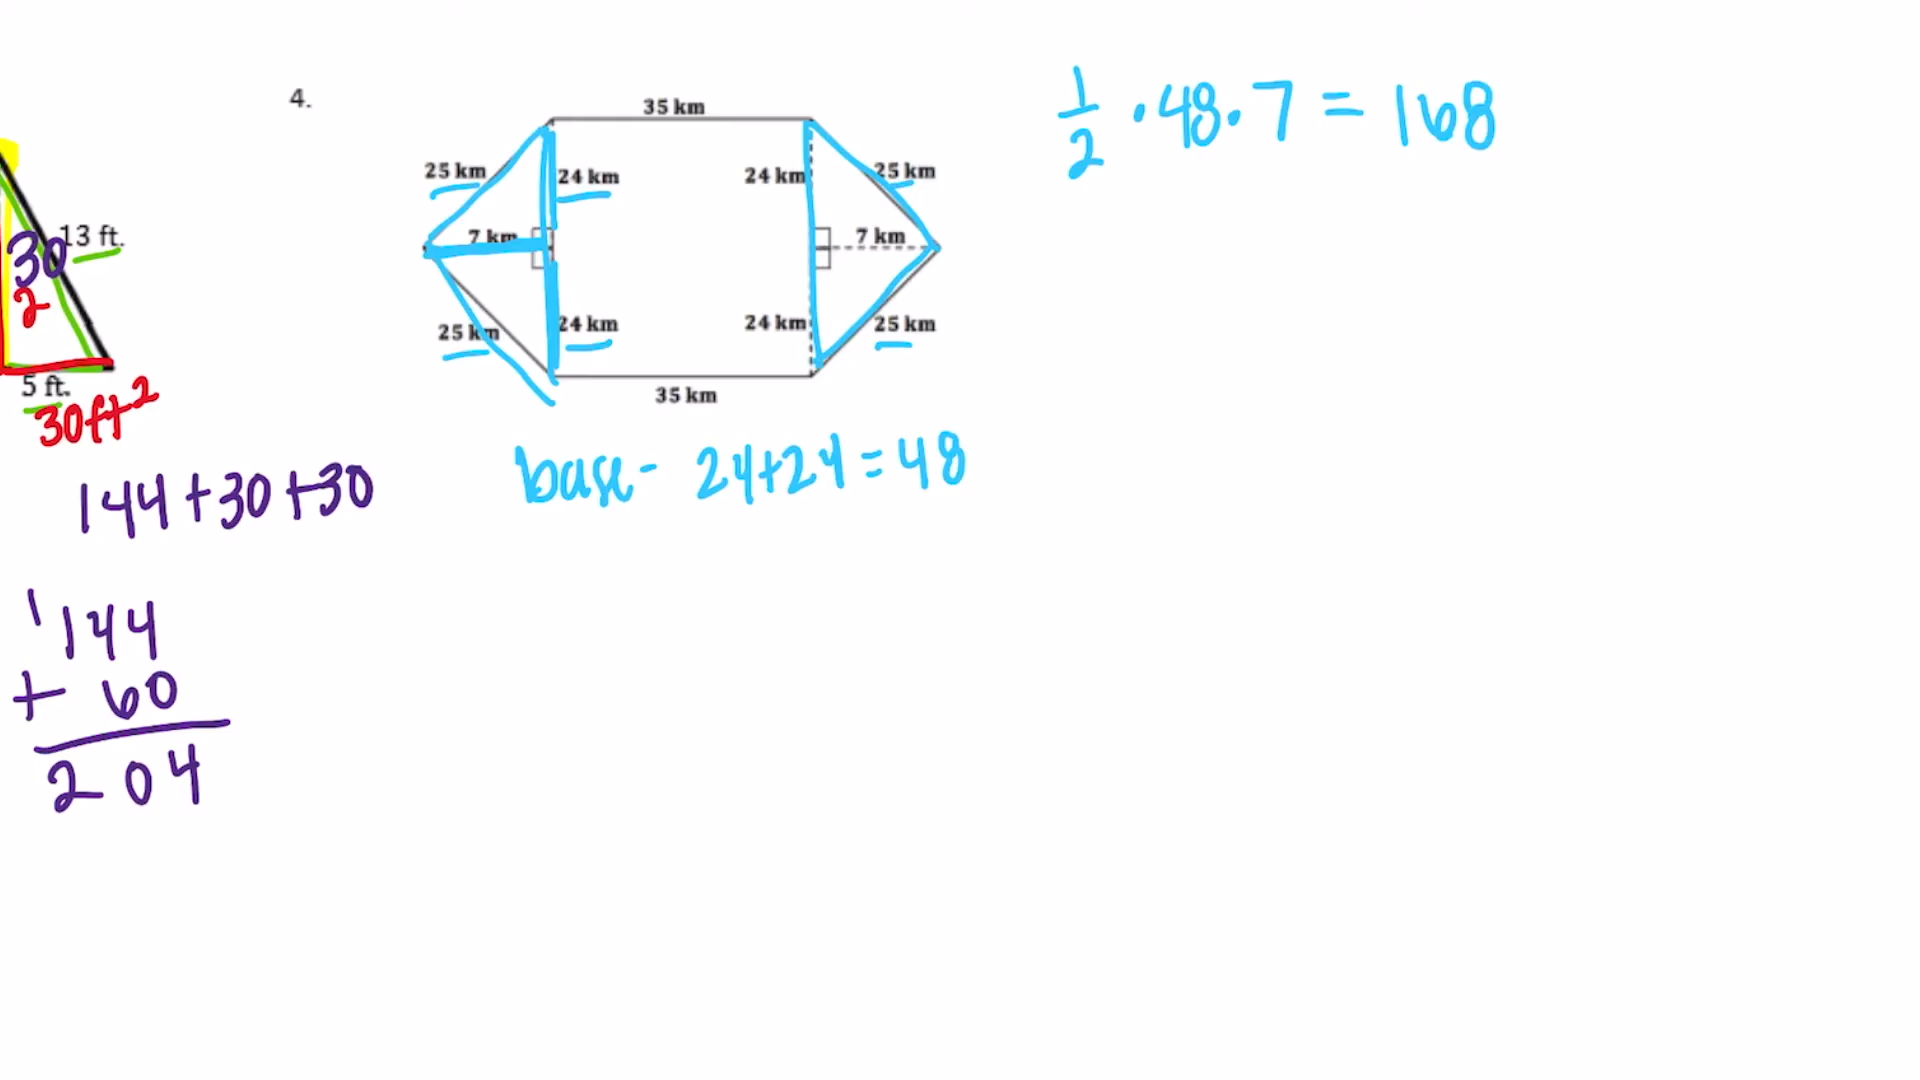 4.
35 km
25 km
24 km
24 km
25 km
7 km
7 km
25 km
24 km
24 km
25 km
35 km
base - 24+24=48
1/2 · 48 · 7 = 168
13 ft.
30
2
5 ft.
30ft²
144+30+30
1
144
+ 60
204